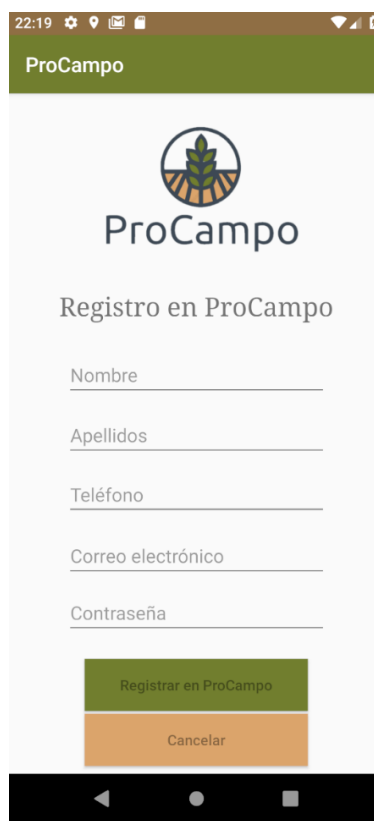 22:19
ProCampo
ProCampo
Registro en ProCampo
Nombre
Apellidos
Teléfono
Correo electrónico
Contraseña
Registrar en ProCampo
Cancelar